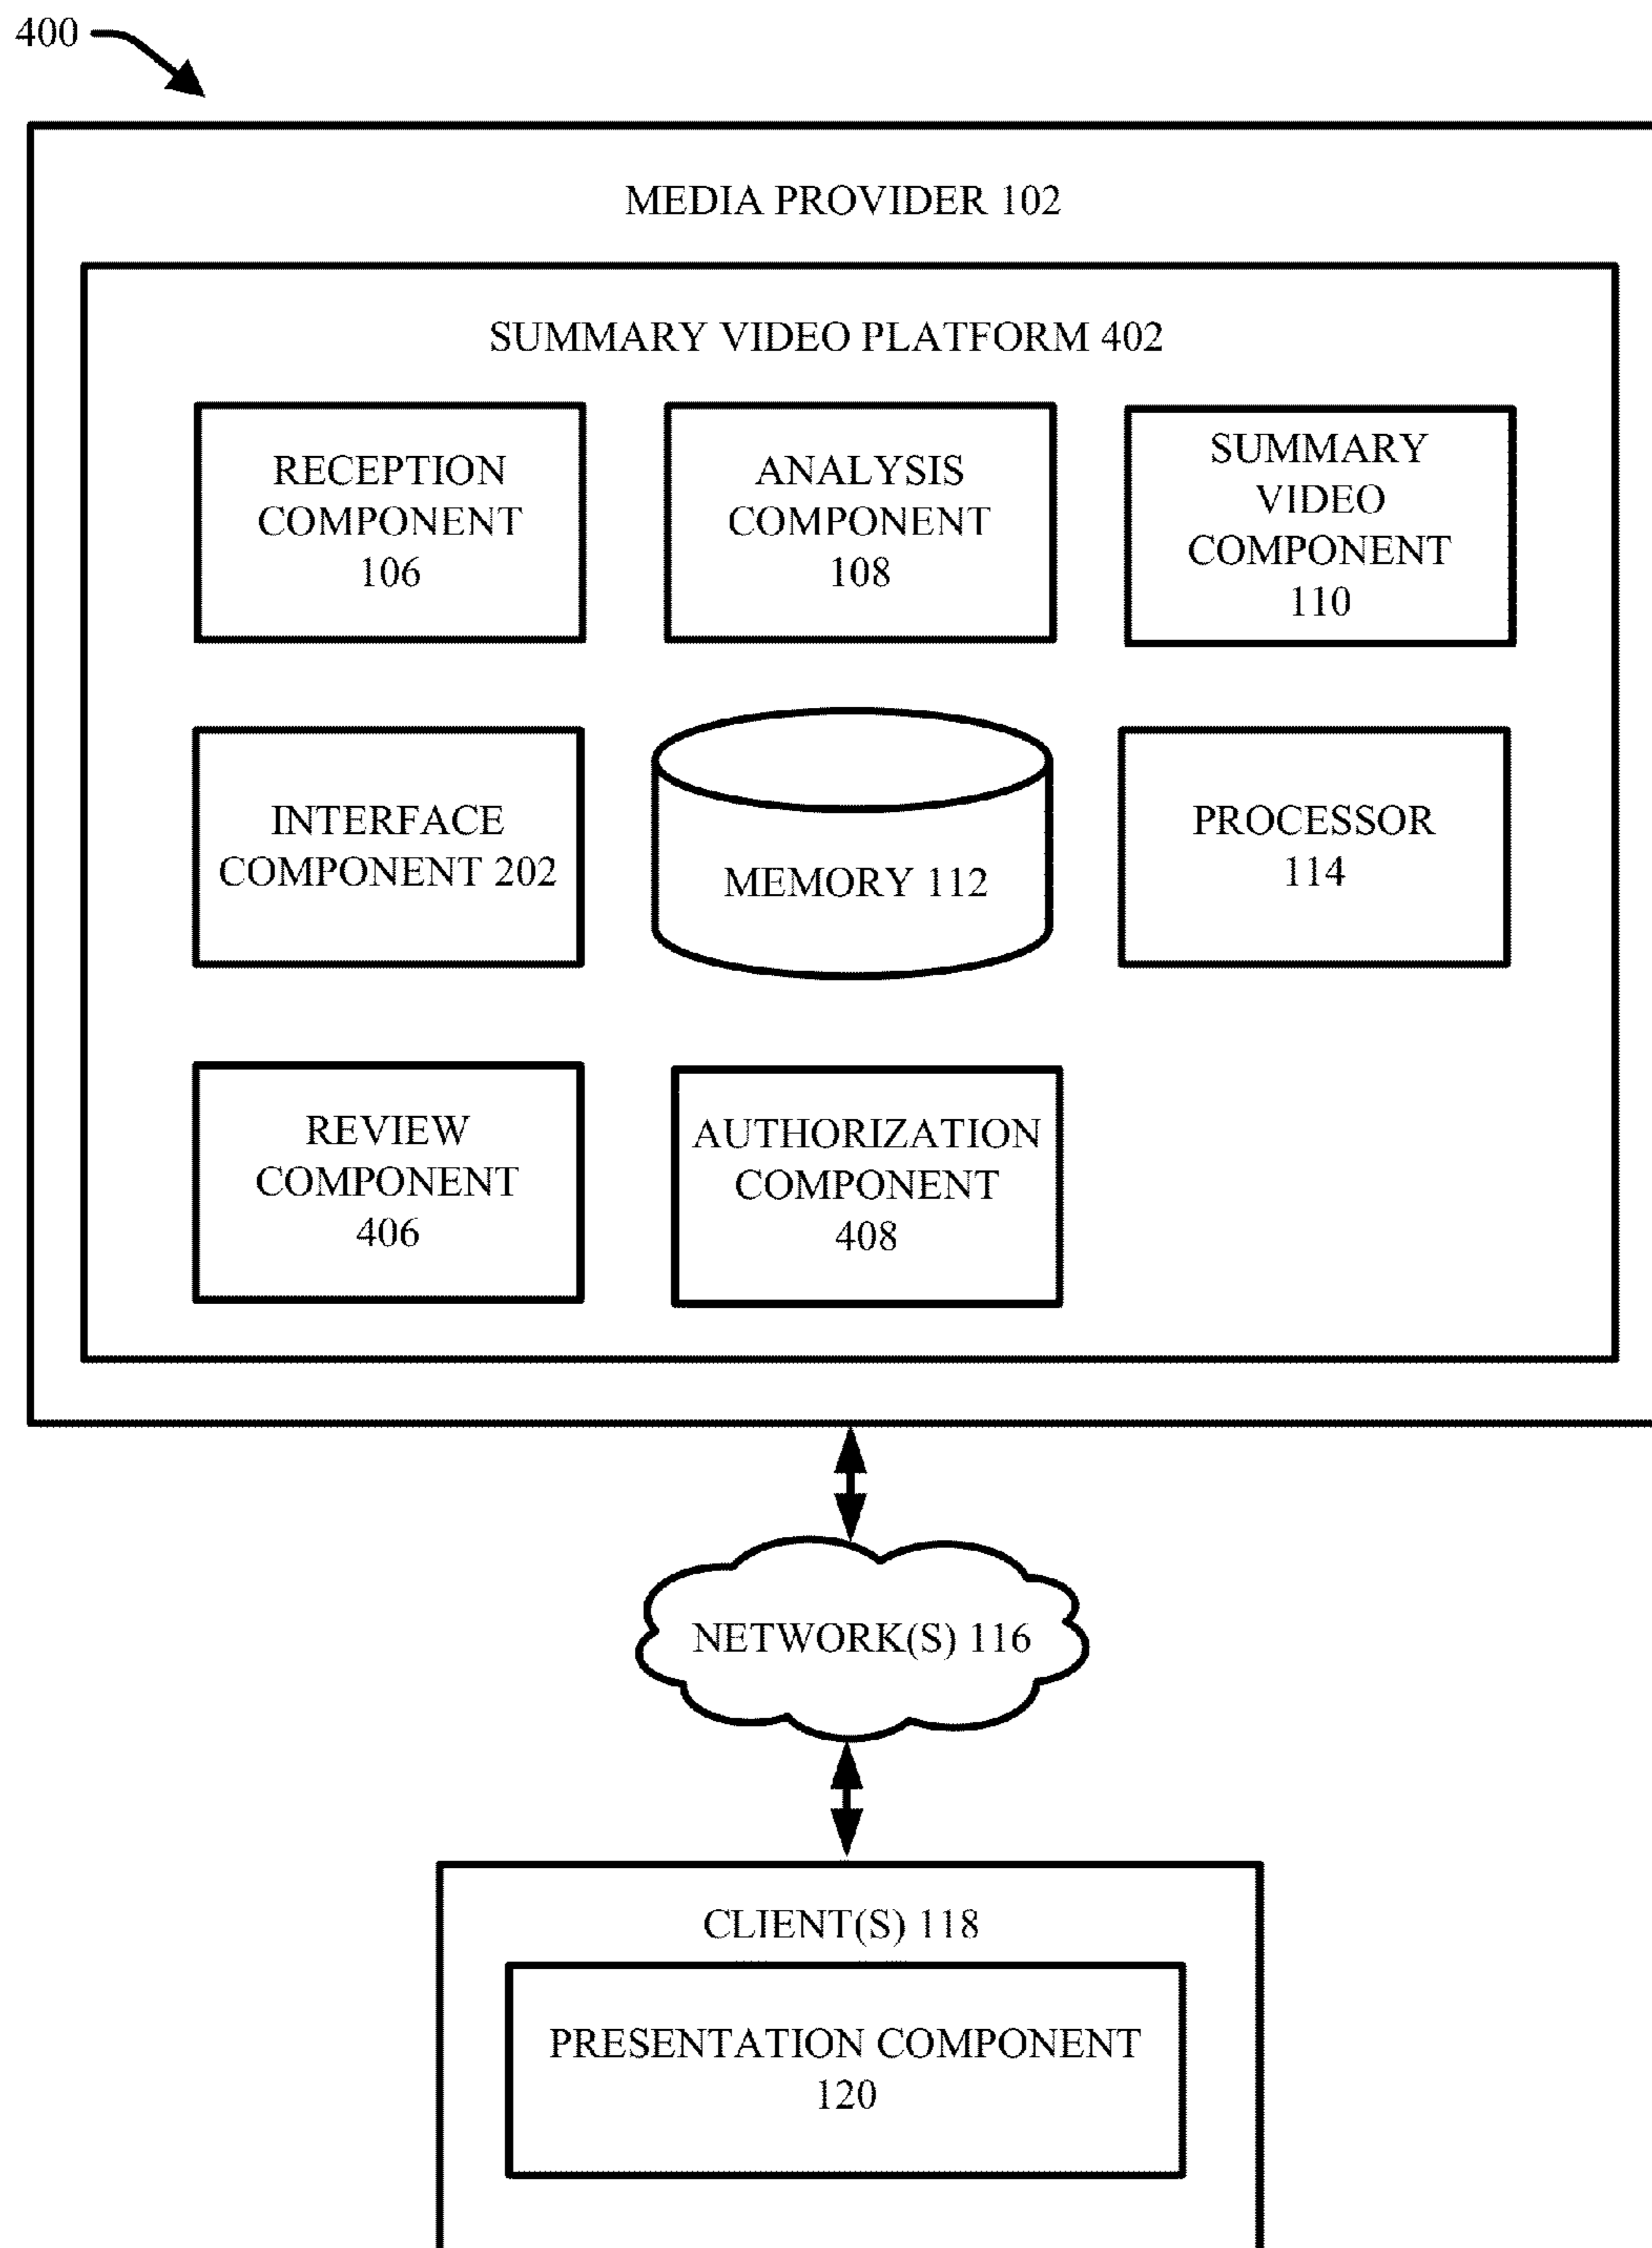 400
MEDIA PROVIDER 102
SUMMARY VIDEO PLATFORM 402
RECEPTION
COMPONENT
106
ANALYSIS
COMPONENT
108
SUMMARY
VIDEO
COMPONENT
110
INTERFACE
COMPONENT 202
MEMORY 112
PROCESSOR
114
REVIEW
COMPONENT
406
AUTHORIZATION
COMPONENT
408
NETWORK(S) 116
CLIENT(S) 118
PRESENTATION COMPONENT
120